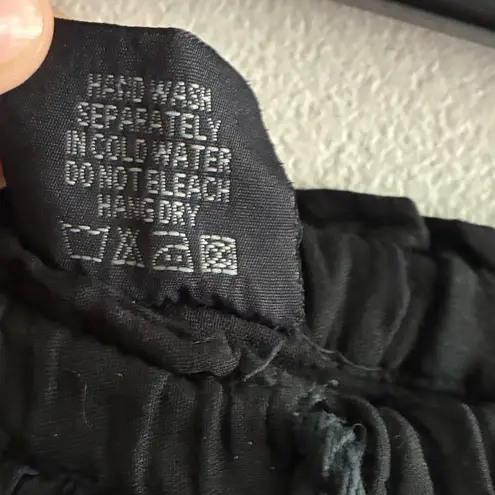 HAND WASH
SEPARATELY
IN COLD WATER
DO NOT BLEACH
HANG DRY